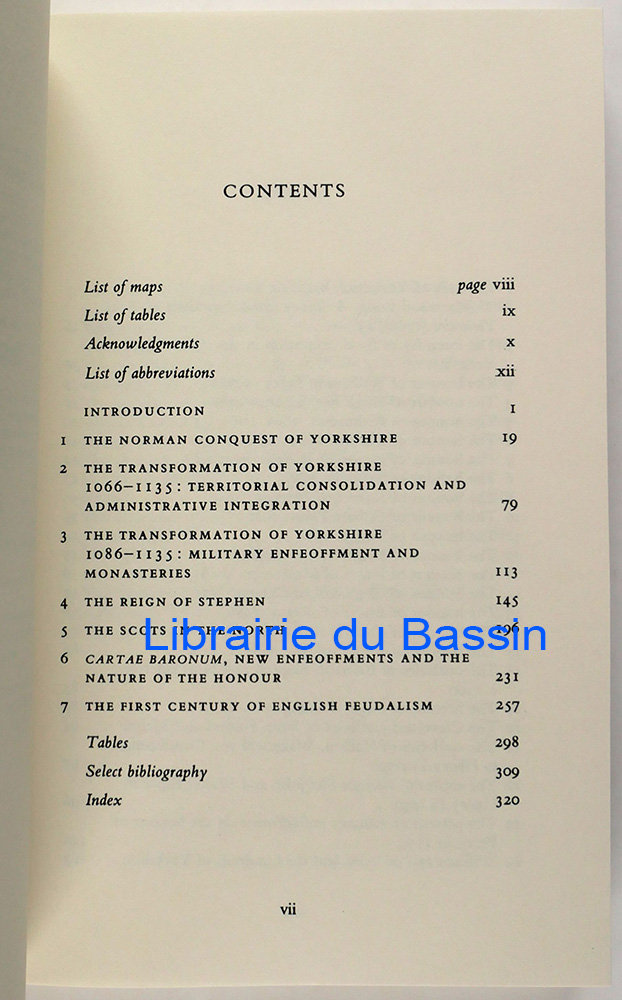 CONTENTS
List of maps page viii
List of tables ix
Acknowledgments x
List of abbreviations xii
INTRODUCTION 1
1 THE NORMAN CONQUEST OF YORKSHIRE 19
2 THE TRANSFORMATION OF YORKSHIRE
1066–1135: TERRITORIAL CONSOLIDATION AND
ADMINISTRATIVE INTEGRATION 79
3 THE TRANSFORMATION OF YORKSHIRE
1086–1135: MILITARY ENFEOFFMENT AND
MONASTERIES 113
4 THE REIGN OF STEPHEN 145
5 THE SCOTS IN THE NORTH 196
Librairie du Bassin
6 CARTAE BARONUM, NEW ENFEOFFMENTS AND THE
NATURE OF THE HONOUR 231
7 THE FIRST CENTURY OF ENGLISH FEUDALISM 257
Tables 298
Select bibliography 309
Index 320
vii